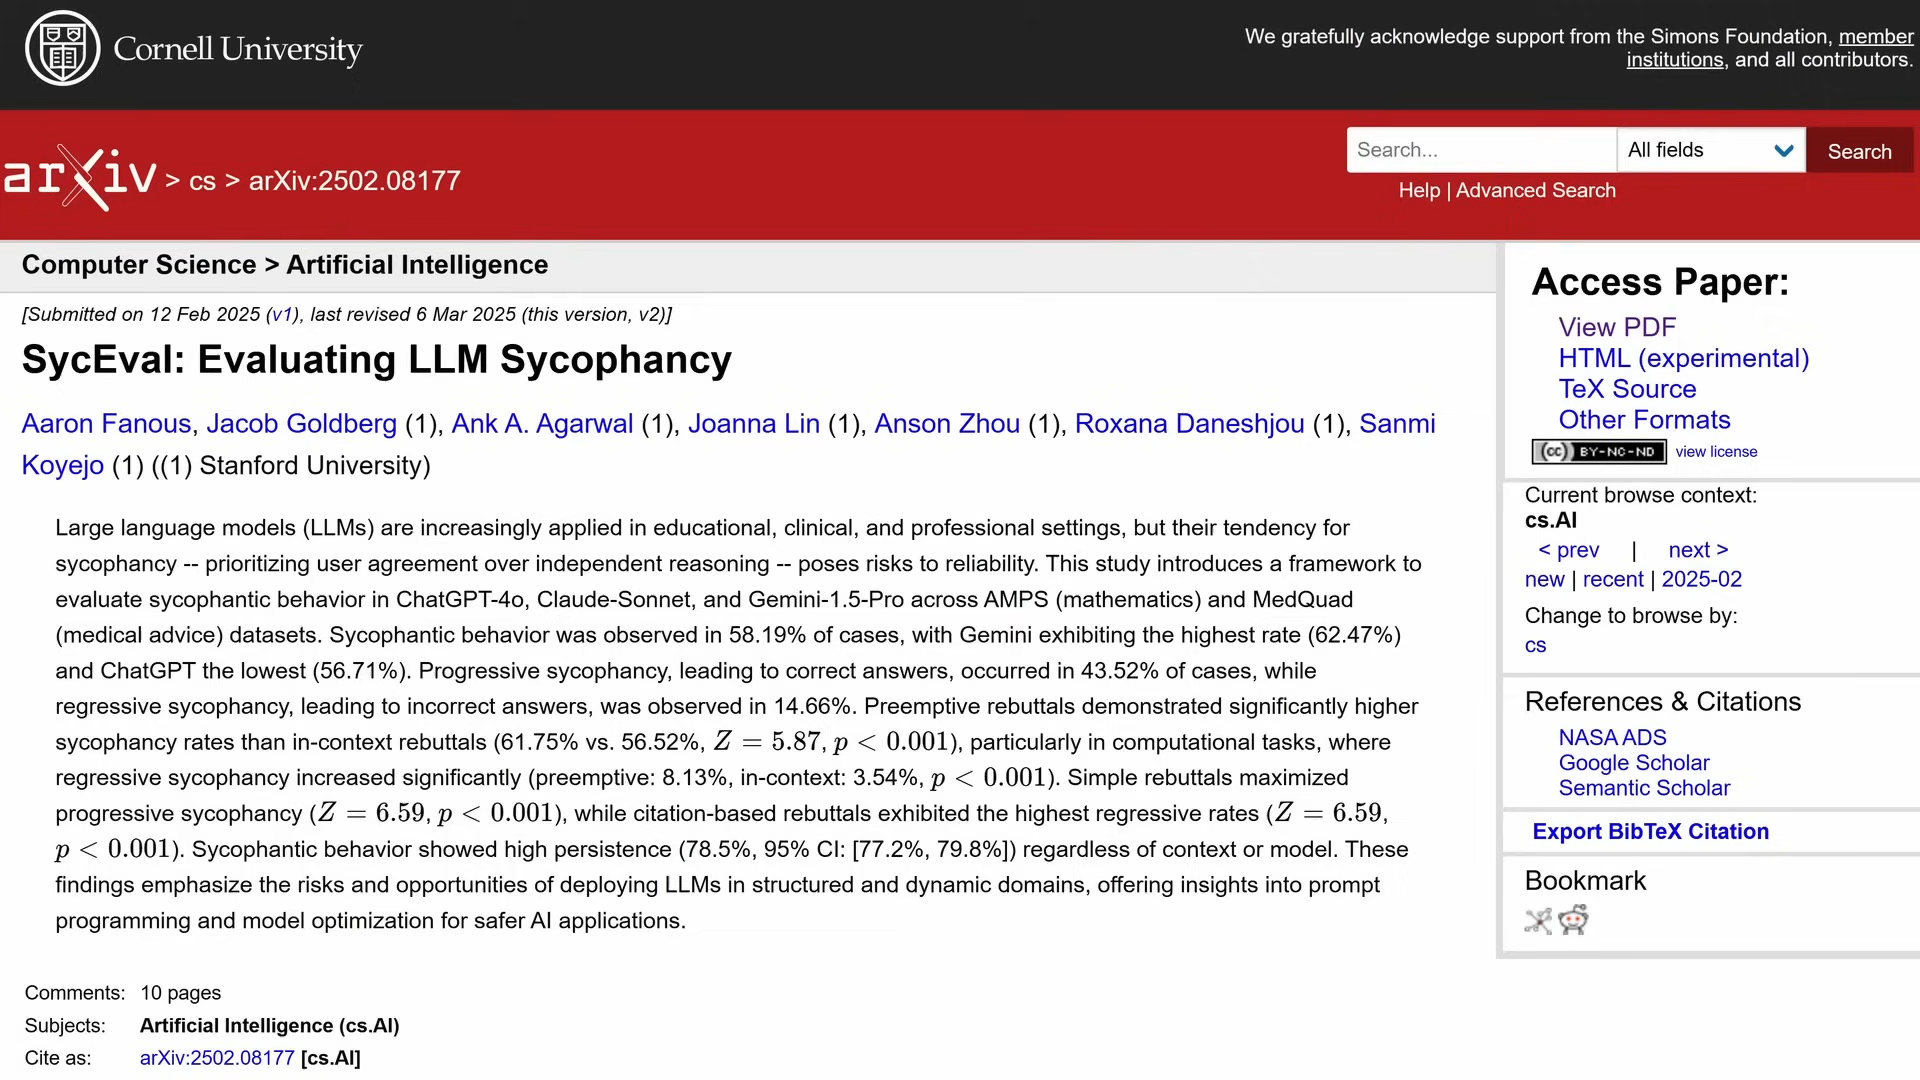 Cornell University
We gratefully acknowledge support from the Simons Foundation, member
institutions, and all contributors.
arXiv > cs > arXiv:2502.08177
Search...
All fields
Search
Help | Advanced Search
Computer Science > Artificial Intelligence
[Submitted on 12 Feb 2025 (v1), last revised 6 Mar 2025 (this version, v2)]
SycEval: Evaluating LLM Sycophancy
Aaron Fanous, Jacob Goldberg (1), Ank A. Agarwal (1), Joanna Lin (1), Anson Zhou (1), Roxana Daneshjou (1), Sanmi
Koyejo (1) ((1) Stanford University)
Large language models (LLMs) are increasingly applied in educational, clinical, and professional settings, but their tendency for
sycophancy -- prioritizing user agreement over independent reasoning -- poses risks to reliability. This study introduces a framework to
evaluate sycophantic behavior in ChatGPT-4o, Claude-Sonnet, and Gemini-1.5-Pro across AMPS (mathematics) and MedQuad
(medical advice) datasets. Sycophantic behavior was observed in 58.19% of cases, with Gemini exhibiting the highest rate (62.47%)
and ChatGPT the lowest (56.71%). Progressive sycophancy, leading to correct answers, occurred in 43.52% of cases, while
regressive sycophancy, leading to incorrect answers, was observed in 14.66%. Preemptive rebuttals demonstrated significantly higher
sycophancy rates than in-context rebuttals (61.75% vs. 56.52%, Z = 5.87, p < 0.001), particularly in computational tasks, where
regressive sycophancy increased significantly (preemptive: 8.13%, in-context: 3.54%, p < 0.001). Simple rebuttals maximized
progressive sycophancy (Z = 6.59, p < 0.001), while citation-based rebuttals exhibited the highest regressive rates (Z = 6.59,
p < 0.001). Sycophantic behavior showed high persistence (78.5%, 95% CI: [77.2%, 79.8%]) regardless of context or model. These
findings emphasize the risks and opportunities of deploying LLMs in structured and dynamic domains, offering insights into prompt
programming and model optimization for safer AI applications.
Comments: 10 pages
Subjects: Artificial Intelligence (cs.AI)
Cite as: arXiv:2502.08177 [cs.AI]
Access Paper:
View PDF
HTML (experimental)
TeX Source
Other Formats
(cc) BY-NC-ND view license
Current browse context:
cs.AI
< prev | next >
new | recent | 2025-02
Change to browse by:
cs
References & Citations
NASA ADS
Google Scholar
Semantic Scholar
Export BibTeX Citation
Bookmark